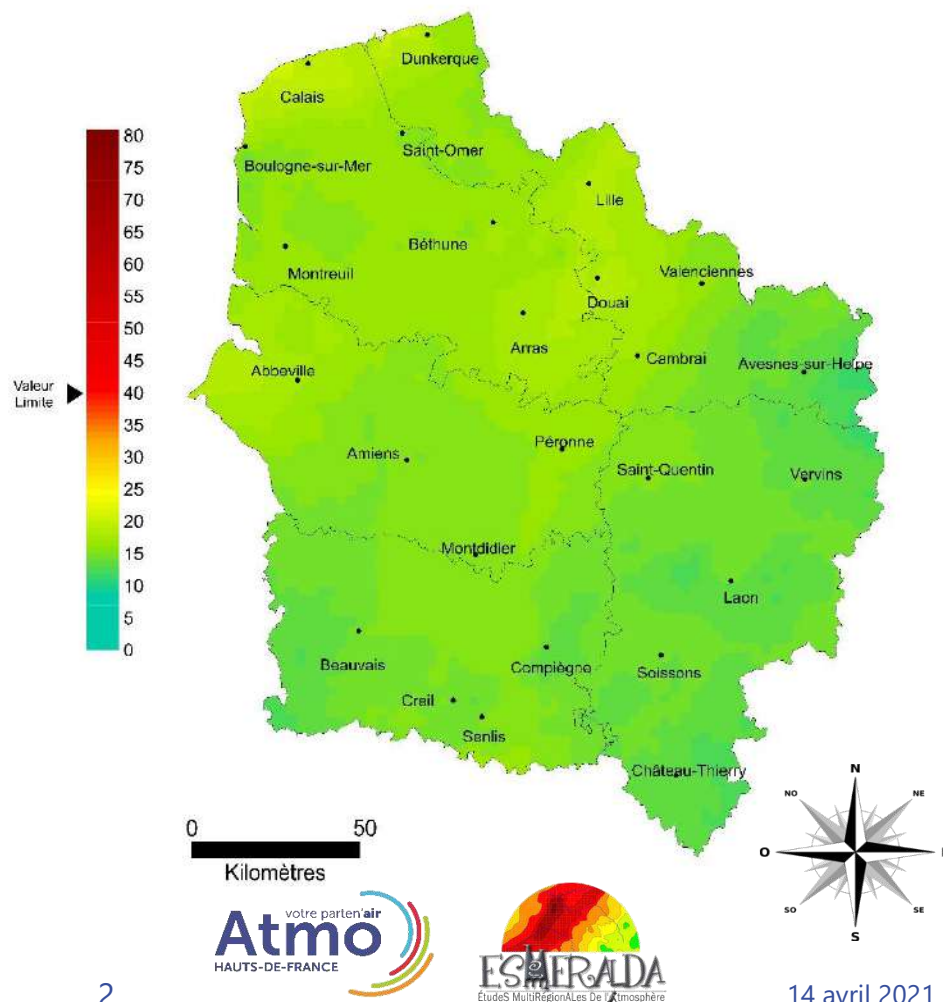 Dunkerque
Calais
Saint-Omer
Boulogne-sur-Mer
Lille
Béthune
Montreuil
Valenciennes
Douai
Arras
Cambrai
Avesnes-sur-Helpe
Abbeville
Péronne
Amiens
Saint-Quentin
Vervins
Montdidier
Laon
Beauvais
Compiègne
Soissons
Creil
Senlis
Château-Thierry
80
75
70
65
60
55
50
45
40
35
30
25
20
15
10
5
0
Valeur
Limite
0 50
Kilomètres
N
NO
NE
O
SO
SE
S
votre parten'air
Atmo
HAUTS-DE-FRANCE
ESMERALDA
ÉtudeS MultiRégionALes De l'Atmosphère
2
14 avril 2021